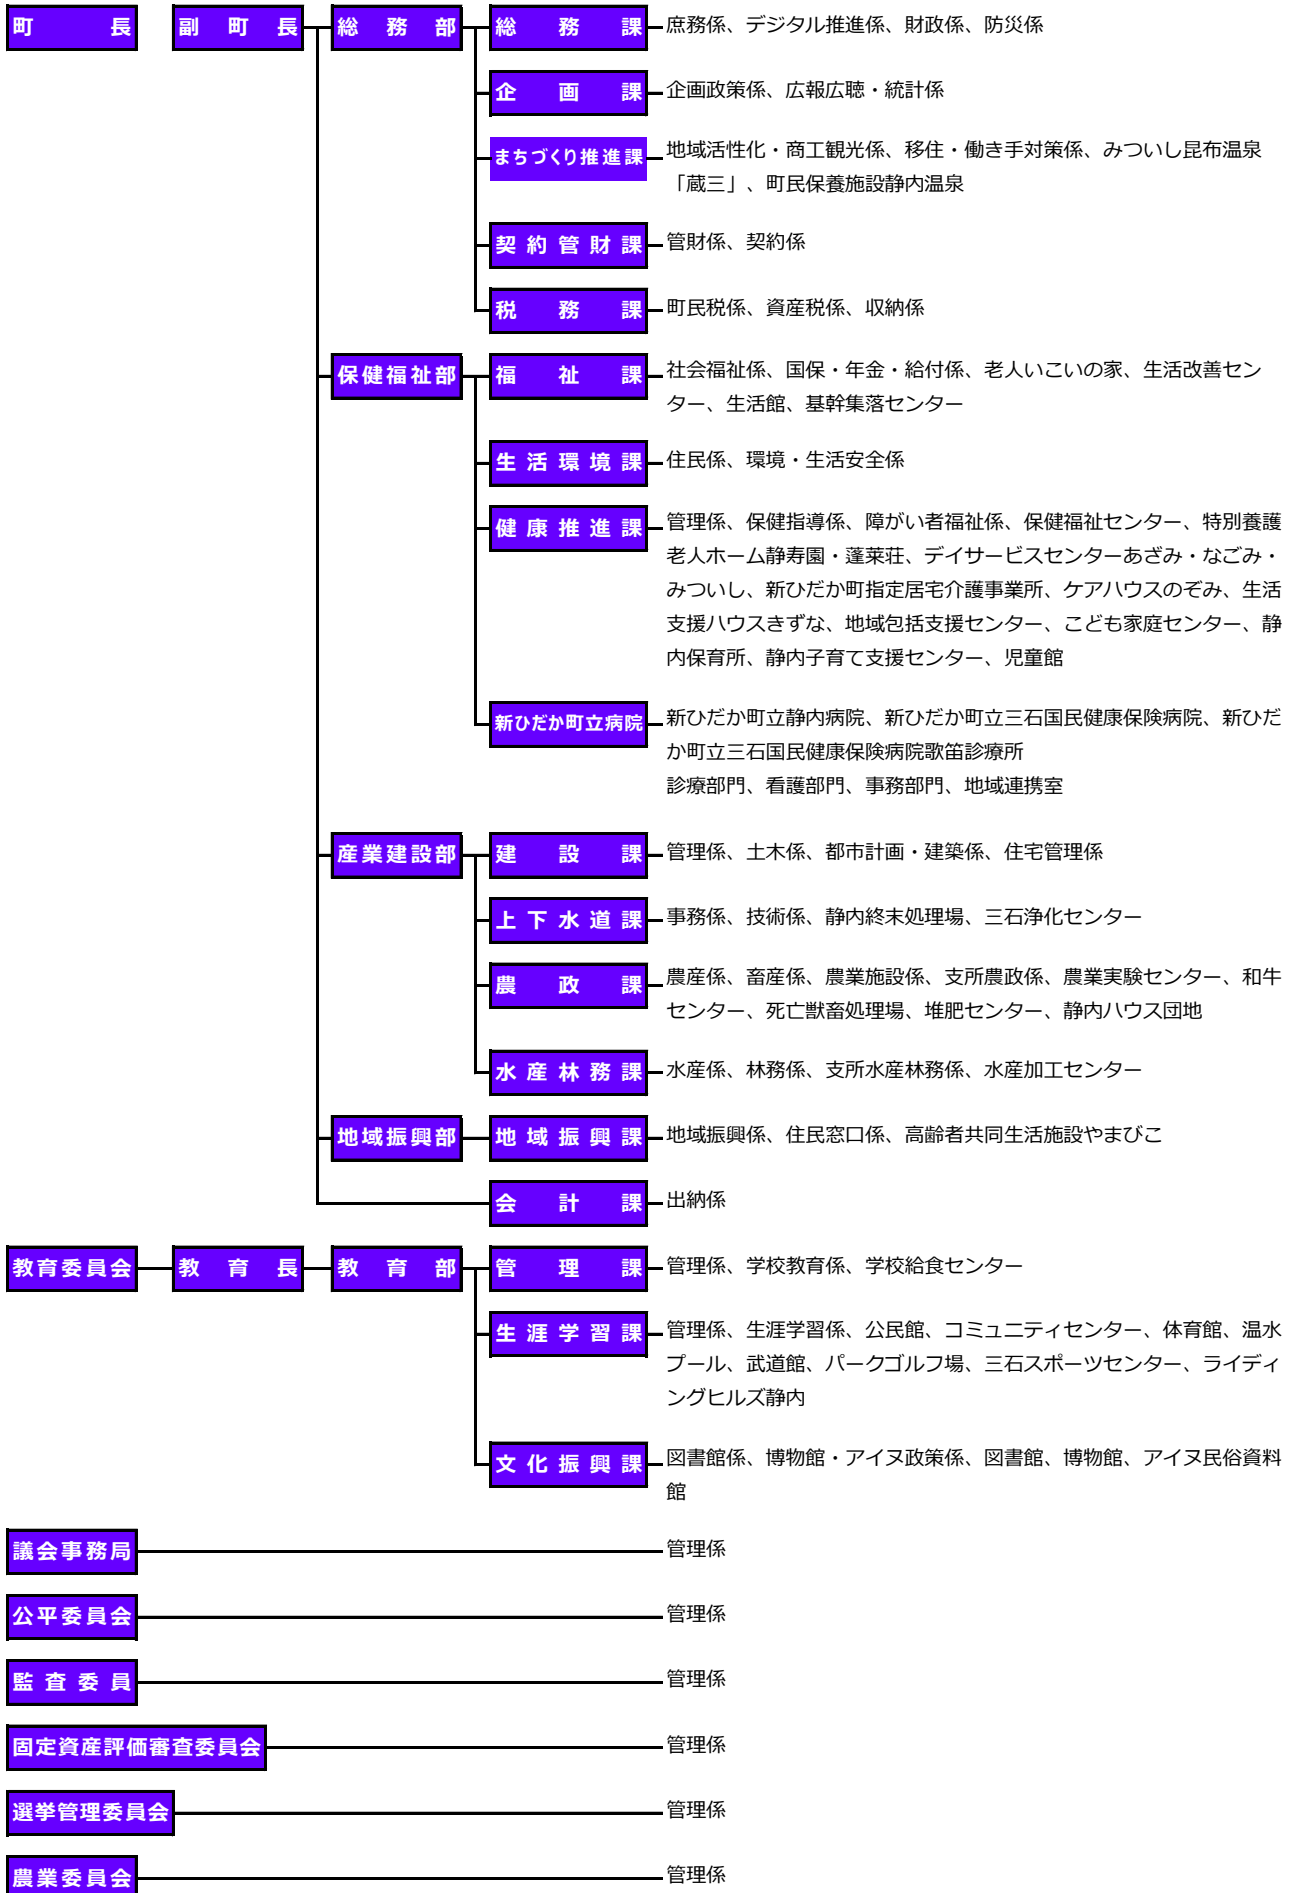 町長 副町長 総務部 総務課 庶務係、デジタル推進係、財政係、防災係
企画課 企画政策係、広報広聴・統計係
まちづくり推進課 地域活性化・商工観光係、移住・働き手対策係、みついし昆布温泉
「蔵三」、町民保養施設静内温泉
契約管財課 管財係、契約係
税務課 町民税係、資産税係、収納係
保健福祉部 福祉課 社会福祉係、国保・年金・給付係、老人いこいの家、生活改善セン
ター、生活館、基幹集落センター
生活環境課 住民係、環境・生活安全係
健康推進課 管理係、保健指導係、障がい者福祉係、保健福祉センター、特別養護
老人ホーム静寿園・蓬莱荘、デイサービスセンターあざみ・なごみ・
みついし、新ひだか町指定居宅介護事業所、ケアハウスのぞみ、生活
支援ハウスきずな、地域包括支援センター、こども家庭センター、静
内保育所、静内子育て支援センター、児童館
新ひだか町立病院 新ひだか町立静内病院、新ひだか町立三石国民健康保険病院、新ひだ
か町立三石国民健康保険病院歌笛診療所
診療部門、看護部門、事務部門、地域連携室
産業建設部 建設課 管理係、土木係、都市計画・建築係、住宅管理係
上下水道課 事務係、技術係、静内終末処理場、三石浄化センター
農政課 農産係、畜産係、農業施設係、支所農政係、農業実験センター、和牛
センター、死亡獣畜処理場、堆肥センター、静内ハウス団地
水産林務課 水産係、林務係、支所水産林務係、水産加工センター
地域振興部 地域振興課 地域振興係、住民窓口係、高齢者共同生活施設やまびこ
会計課 出納係
教育委員会 教育長 教育部 管理課 管理係、学校教育係、学校給食センター
生涯学習課 管理係、生涯学習係、公民館、コミュニティセンター、体育館、温水
プール、武道館、パークゴルフ場、三石スポーツセンター、ライディ
ングヒルズ静内
文化振興課 図書館係、博物館・アイヌ政策係、図書館、博物館、アイヌ民俗資料
館
議会事務局 管理係
公平委員会 管理係
監査委員 管理係
固定資産評価審査委員会 管理係
選挙管理委員会 管理係
農業委員会 管理係